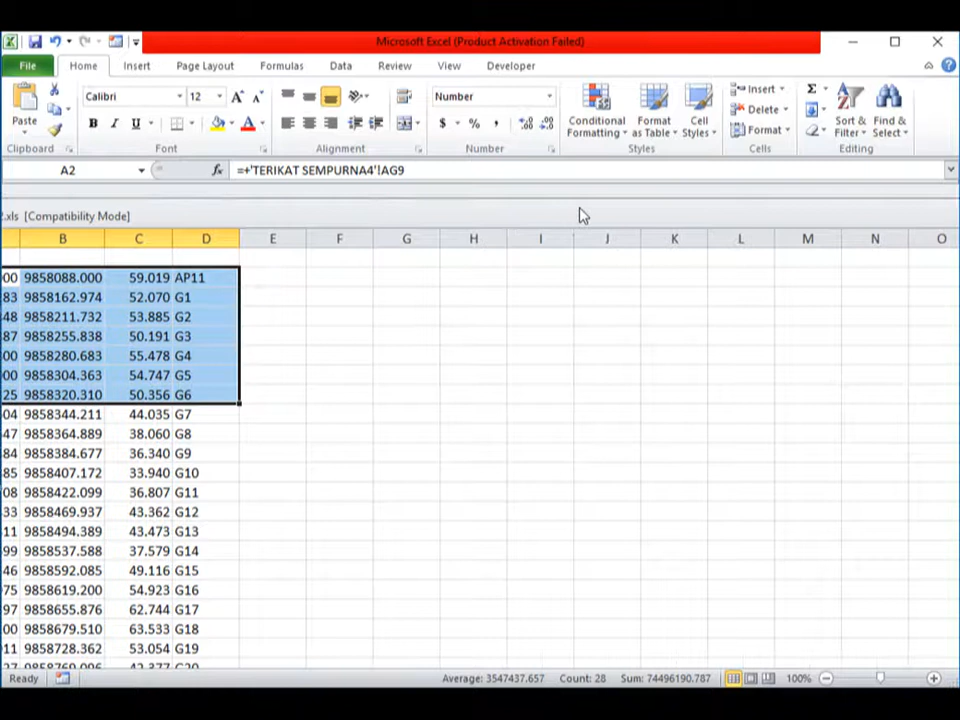 Microsoft Excel (Product Activation Failed)
File Home Insert Page Layout Formulas Data Review View Developer
Paste Calibri 12 Number Conditional Formatting Format as Table Cell Styles Insert Delete Format Sort & Filter Find & Select
Clipboard Font Alignment Number Styles Cells Editing
A2 fx =+'TERIKAT SEMPURNA4'!AG9
.xls [Compatibility Mode]
B C D E F G H I J K L M N O
00 9858088.000 59.019 AP11
83 9858162.974 52.070 G1
48 9858211.732 53.885 G2
87 9858255.838 50.191 G3
00 9858280.683 55.478 G4
00 9858304.363 54.747 G5
25 9858320.310 50.356 G6
04 9858344.211 44.035 G7
47 9858364.889 38.060 G8
84 9858384.677 36.340 G9
85 9858407.172 33.940 G10
08 9858422.099 36.807 G11
33 9858469.937 43.362 G12
11 9858494.389 43.473 G13
99 9858537.588 37.579 G14
46 9858592.085 49.116 G15
075 9858619.200 54.923 G16
97 9858655.876 62.744 G17
00 9858679.510 63.533 G18
011 9858728.362 53.054 G19
Ready Average: 3547437.657 Count: 28 Sum: 74496190.787 100%